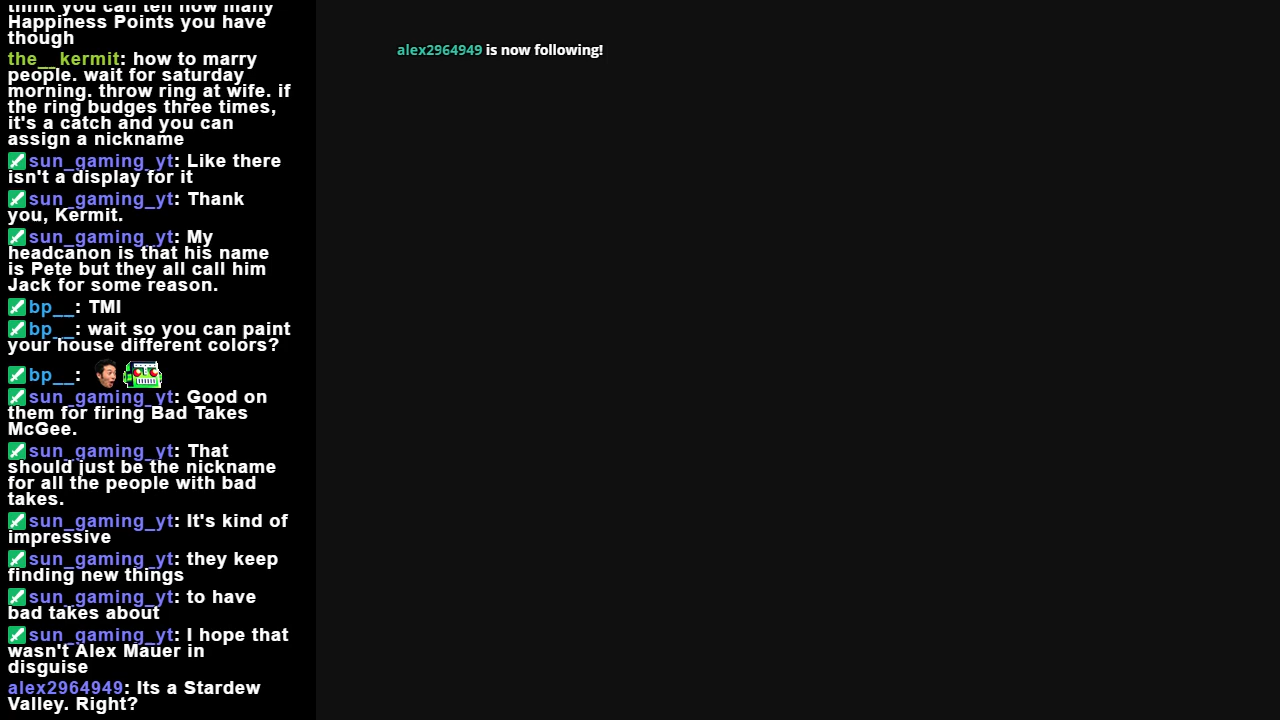 think you can tell how many
Happiness Points you have
though
the__kermit: how to marry
people. wait for saturday
morning. throw ring at wife. if
the ring budges three times,
it's a catch and you can
assign a nickname
sun_gaming_yt: Like there
isn't a display for it
sun_gaming_yt: Thank
you, Kermit.
sun_gaming_yt: My
headcanon is that his name
is Pete but they all call him
Jack for some reason.
bp__: TMI
bp__: wait so you can paint
your house different colors?
bp__:
sun_gaming_yt: Good on
them for firing Bad Takes
McGee.
sun_gaming_yt: That
should just be the nickname
for all the people with bad
takes.
sun_gaming_yt: It's kind of
impressive
sun_gaming_yt: they keep
finding new things
sun_gaming_yt: to have
bad takes about
sun_gaming_yt: I hope that
wasn't Alex Mauer in
disguise
alex2964949: Its a Stardew
Valley. Right?
alex2964949 is now following!